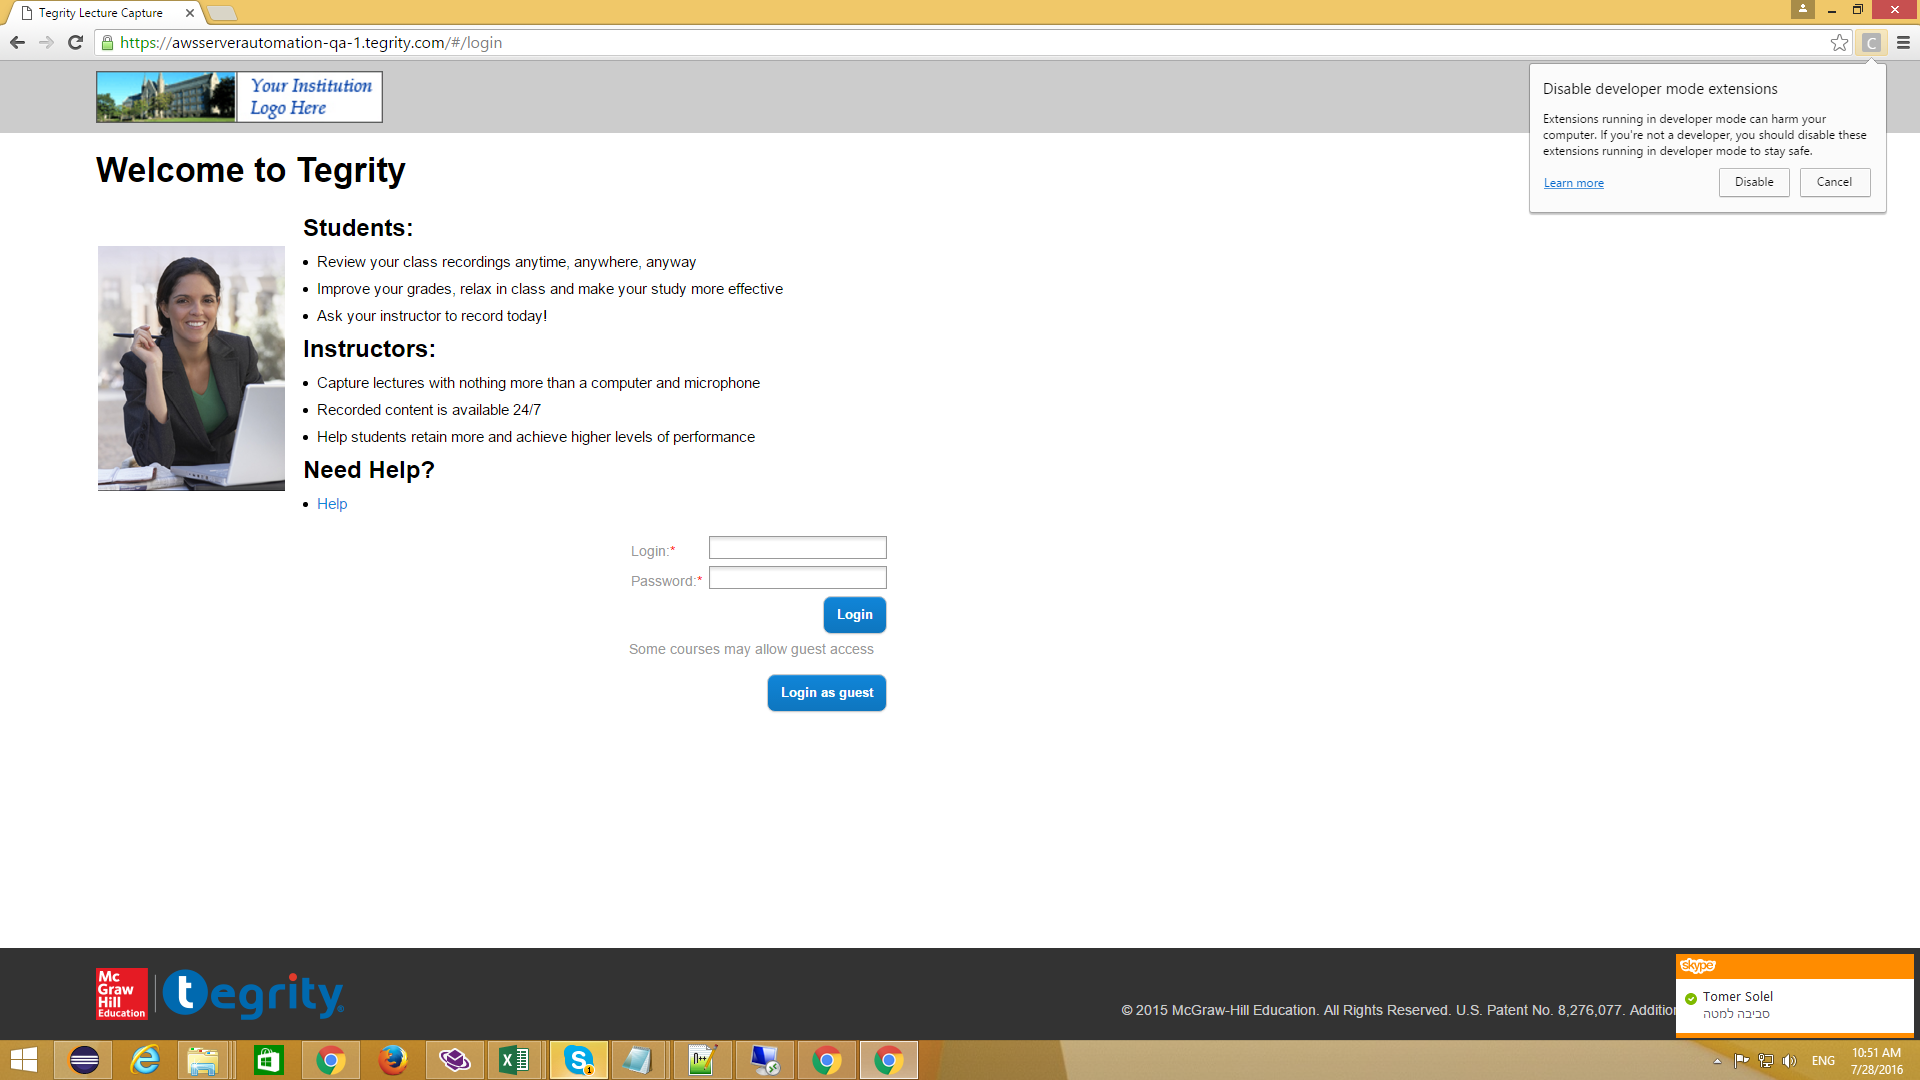 Tegrity Lecture Capture
https://awsserverautomation-qa-1.tegrity.com/#/login
C
Your Institution
Logo Here
Disable developer mode extensions
Extensions running in developer mode can harm your
computer. If you're not a developer, you should disable these
extensions running in developer mode to stay safe.
Learn more
Disable
Cancel
Welcome to Tegrity
Students:
Review your class recordings anytime, anywhere, anyway
Improve your grades, relax in class and make your study more effective
Ask your instructor to record today!
Instructors:
Capture lectures with nothing more than a computer and microphone
Recorded content is available 24/7
Help students retain more and achieve higher levels of performance
Need Help?
Help
Login:*
Password:*
Login
Some courses may allow guest access
Login as guest
Mc
Graw
Hill
Education
tegrity
© 2015 McGraw-Hill Education. All Rights Reserved. U.S. Patent No. 8,276,077. Addition
skype
Tomer Solel
סביבה למטה
ENG
10:51 AM
7/28/2016